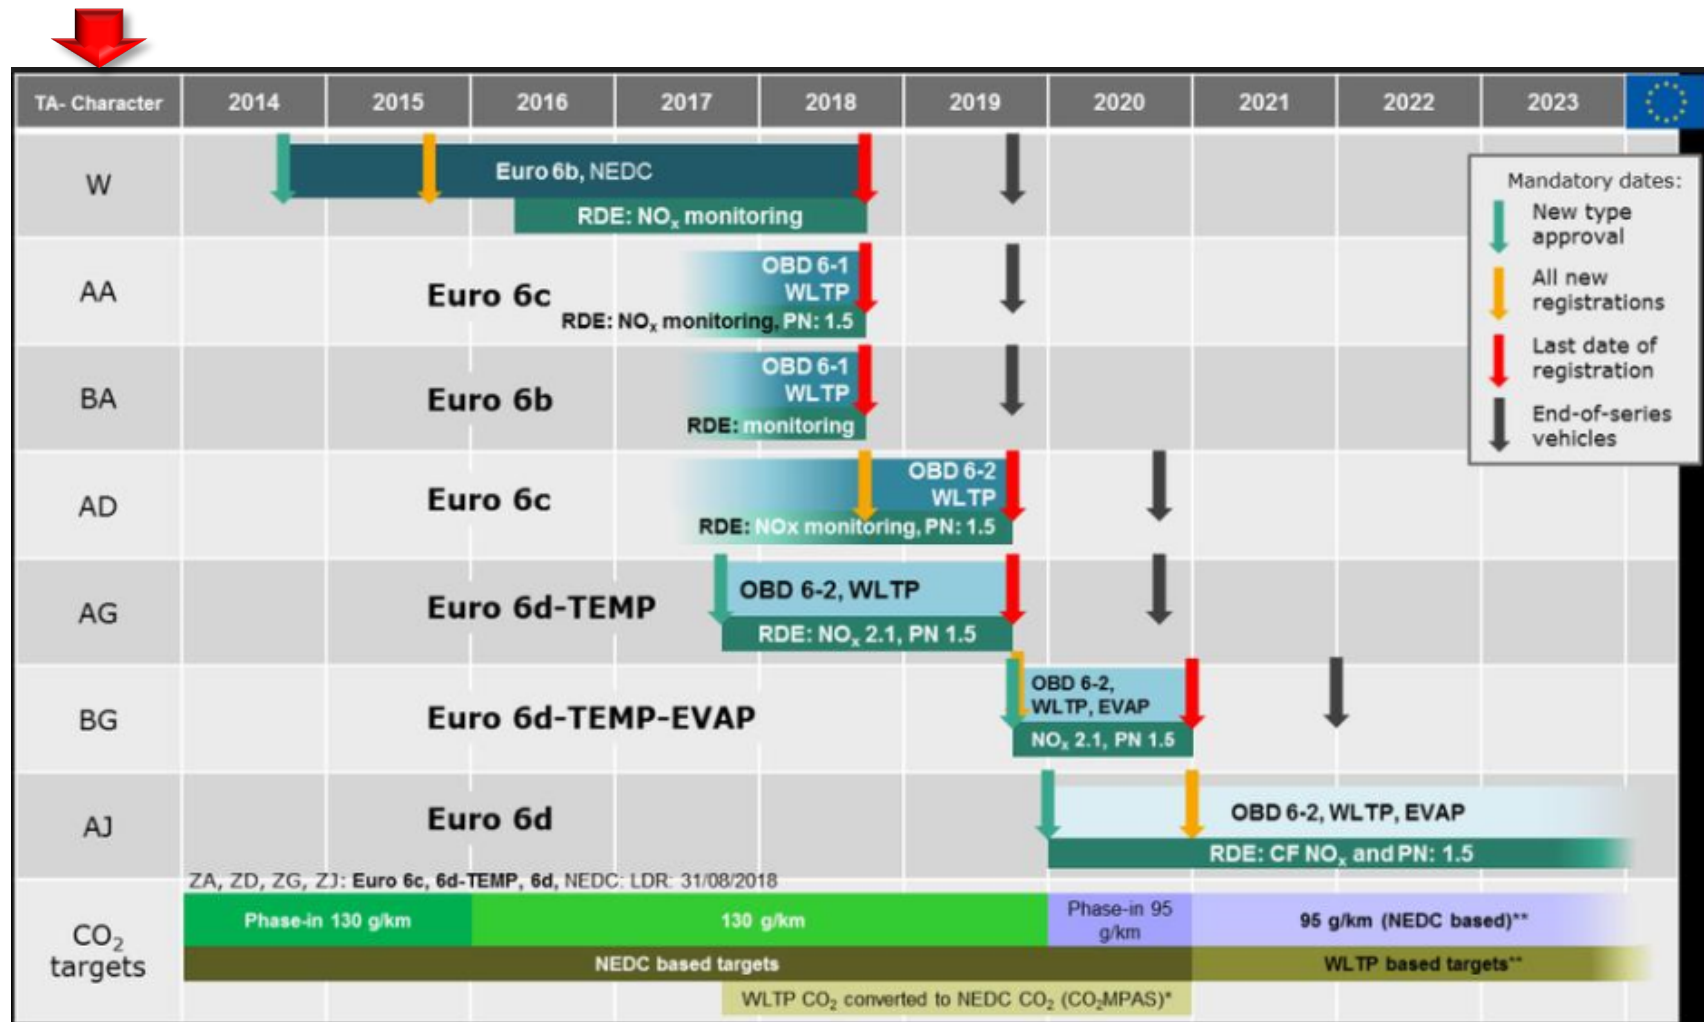 TA- Character 2014 2015 2016 2017 2018 2019 2020 2021 2022 2023
Mandatory dates:
New type
approval
All new
registrations
Last date of
registration
End-of-series
vehicles
W
Euro 6b, NEDC
RDE: NOₓ monitoring
AA
Euro 6c
OBD 6-1
WLTP
RDE: NOₓ monitoring, PN: 1.5
BA
Euro 6b
OBD 6-1
WLTP
RDE: monitoring
AD
Euro 6c
OBD 6-2
WLTP
RDE: NOx monitoring, PN: 1.5
AG
Euro 6d-TEMP
OBD 6-2, WLTP
RDE: NOₓ 2.1, PN 1.5
BG
Euro 6d-TEMP-EVAP
OBD 6-2,
WLTP, EVAP
NOₓ 2.1, PN 1.5
AJ
Euro 6d
OBD 6-2, WLTP, EVAP
RDE: CF NOₓ and PN: 1.5
ZA, ZD, ZG, ZJ: Euro 6c, 6d-TEMP, 6d, NEDC: LDR: 31/08/2018
CO₂
targets
Phase-in 130 g/km
130 g/km
Phase-in 95
g/km
95 g/km (NEDC based)**
NEDC based targets
WLTP based targets**
WLTP CO₂ converted to NEDC CO₂ (CO₂MPAS)*